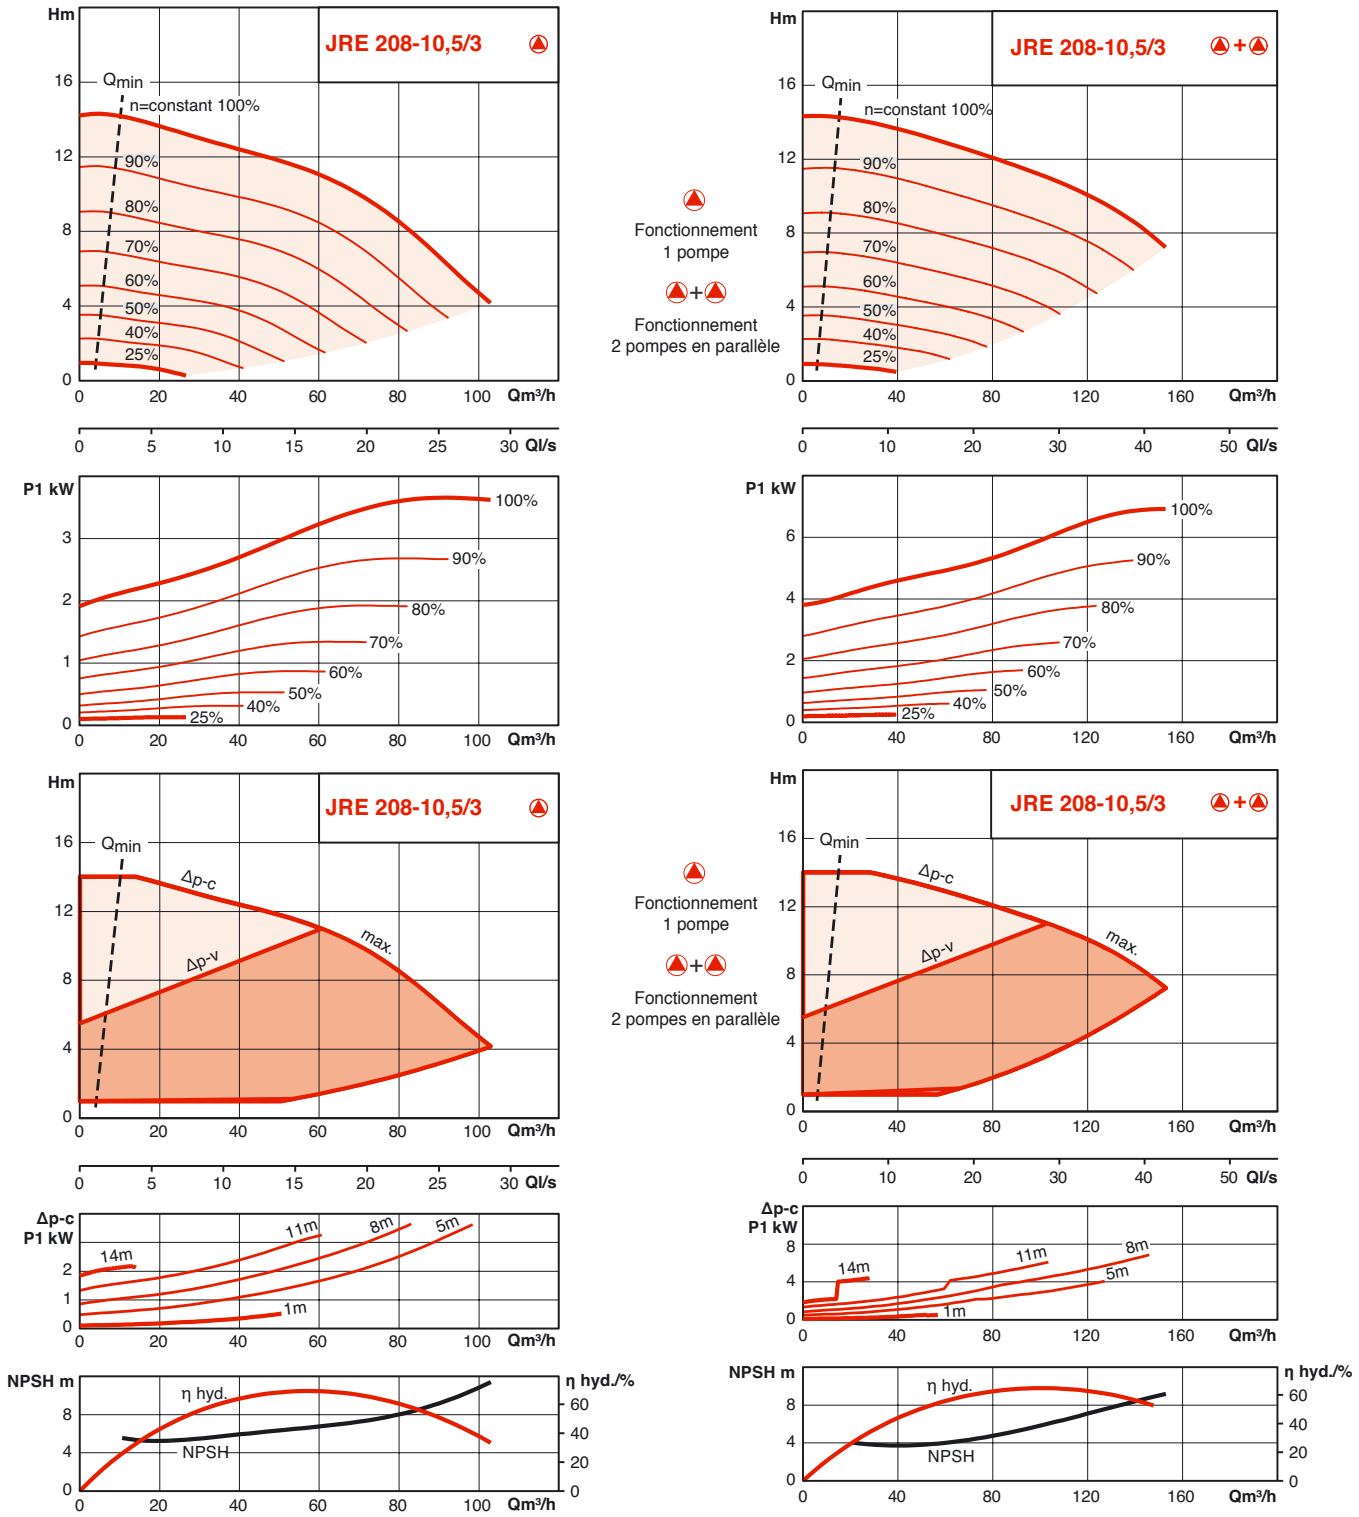 Hm
JRE 208-10,5/3
16
12
8
4
0
Qmin
n=constant 100%
90%
80%
70%
60%
50%
40%
25%
0 20 40 60 80 100 Qm³/h
0 5 10 15 20 25 30 Ql/s
P1 kW
3
2
1
0
100%
90%
80%
70%
60%
50%
40%
25%
0 20 40 60 80 100 Qm³/h
Hm
JRE 208-10,5/3
16
12
8
4
0
Qmin
Δp-c
Δp-v
max.
0 20 40 60 80 100 Qm³/h
0 5 10 15 20 25 30 Ql/s
Δp-c
P1 kW
2
1
0
14m
11m
8m
5m
1m
0 20 40 60 80 100 Qm³/h
NPSH m
8
4
0
η hyd.
NPSH
η hyd./%
60
40
20
0
0 20 40 60 80 100 Qm³/h
Fonctionnement
1 pompe
+
Fonctionnement
2 pompes en parallèle
Fonctionnement
1 pompe
+
Fonctionnement
2 pompes en parallèle
Hm
JRE 208-10,5/3 +
16
12
8
4
0
Qmin
n=constant 100%
90%
80%
70%
60%
50%
40%
25%
0 40 80 120 160 Qm³/h
0 10 20 30 40 50 Ql/s
P1 kW
6
4
2
0
100%
90%
80%
70%
60%
50%
40%
25%
0 40 80 120 160 Qm³/h
Hm
JRE 208-10,5/3 +
16
12
8
4
0
Qmin
Δp-c
Δp-v
max.
0 40 80 120 160 Qm³/h
0 10 20 30 40 50 Ql/s
Δp-c
P1 kW
8
4
0
14m
11m
8m
5m
1m
0 40 80 120 160 Qm³/h
NPSH m
8
4
0
η hyd.
NPSH
η hyd./%
60
40
20
0
0 40 80 120 160 Qm³/h